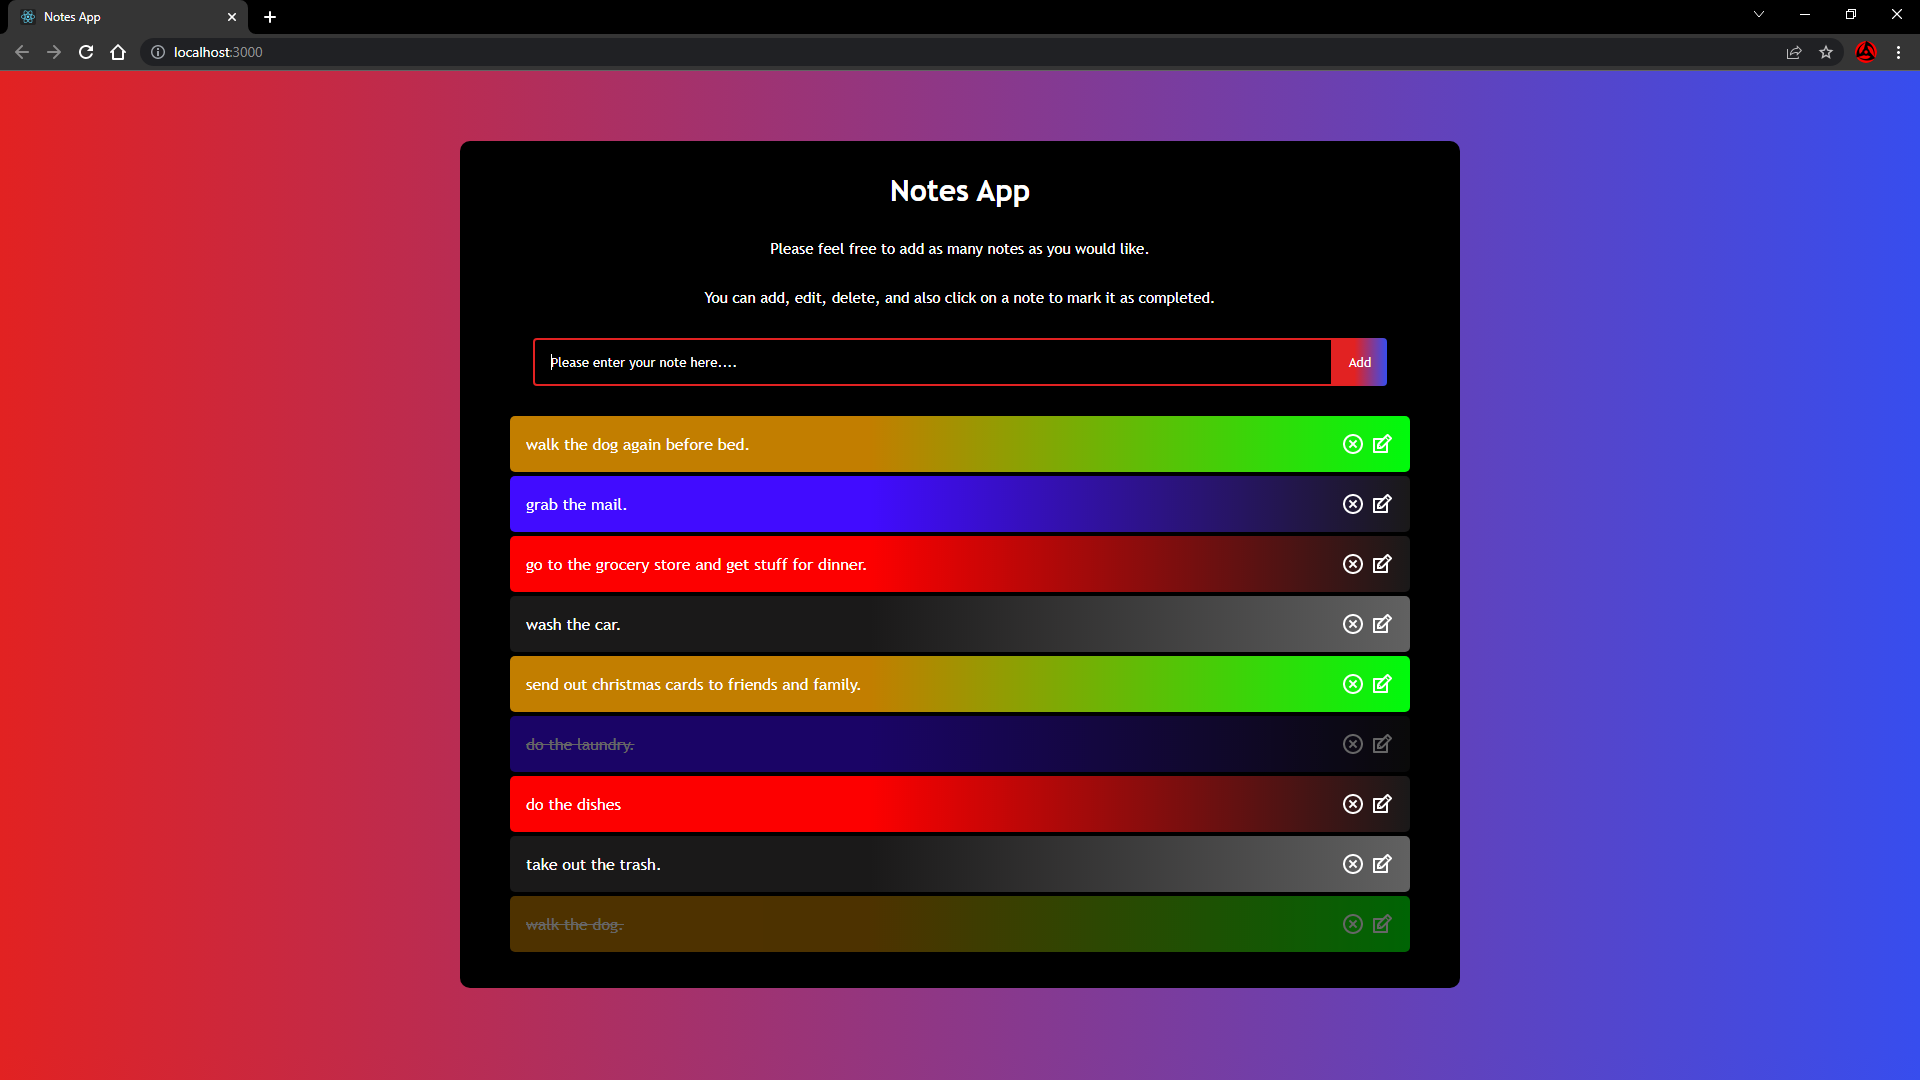 Notes App
localhost:3000
Notes App
Please feel free to add as many notes as you would like.
You can add, edit, delete, and also click on a note to mark it as completed.
Please enter your note here....
Add
walk the dog again before bed.
grab the mail.
go to the grocery store and get stuff for dinner.
wash the car.
send out christmas cards to friends and family.
do the laundry.
do the dishes
take out the trash.
walk the dog.